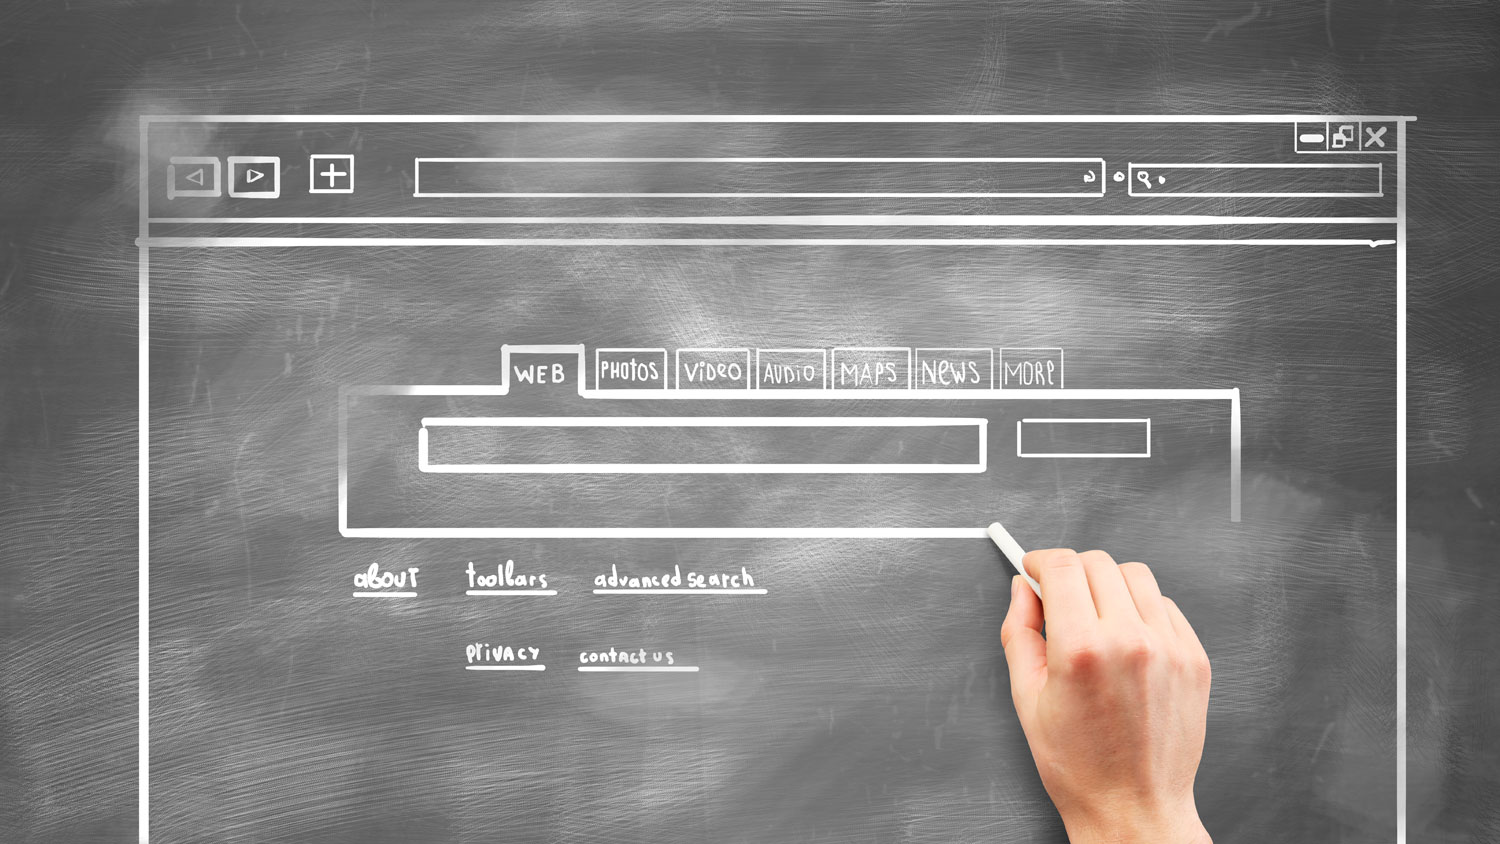 WEB PHOTOS VIDEO AUDIO MAPS NEWS MORE
about toolbars advanced search
privacy contact us